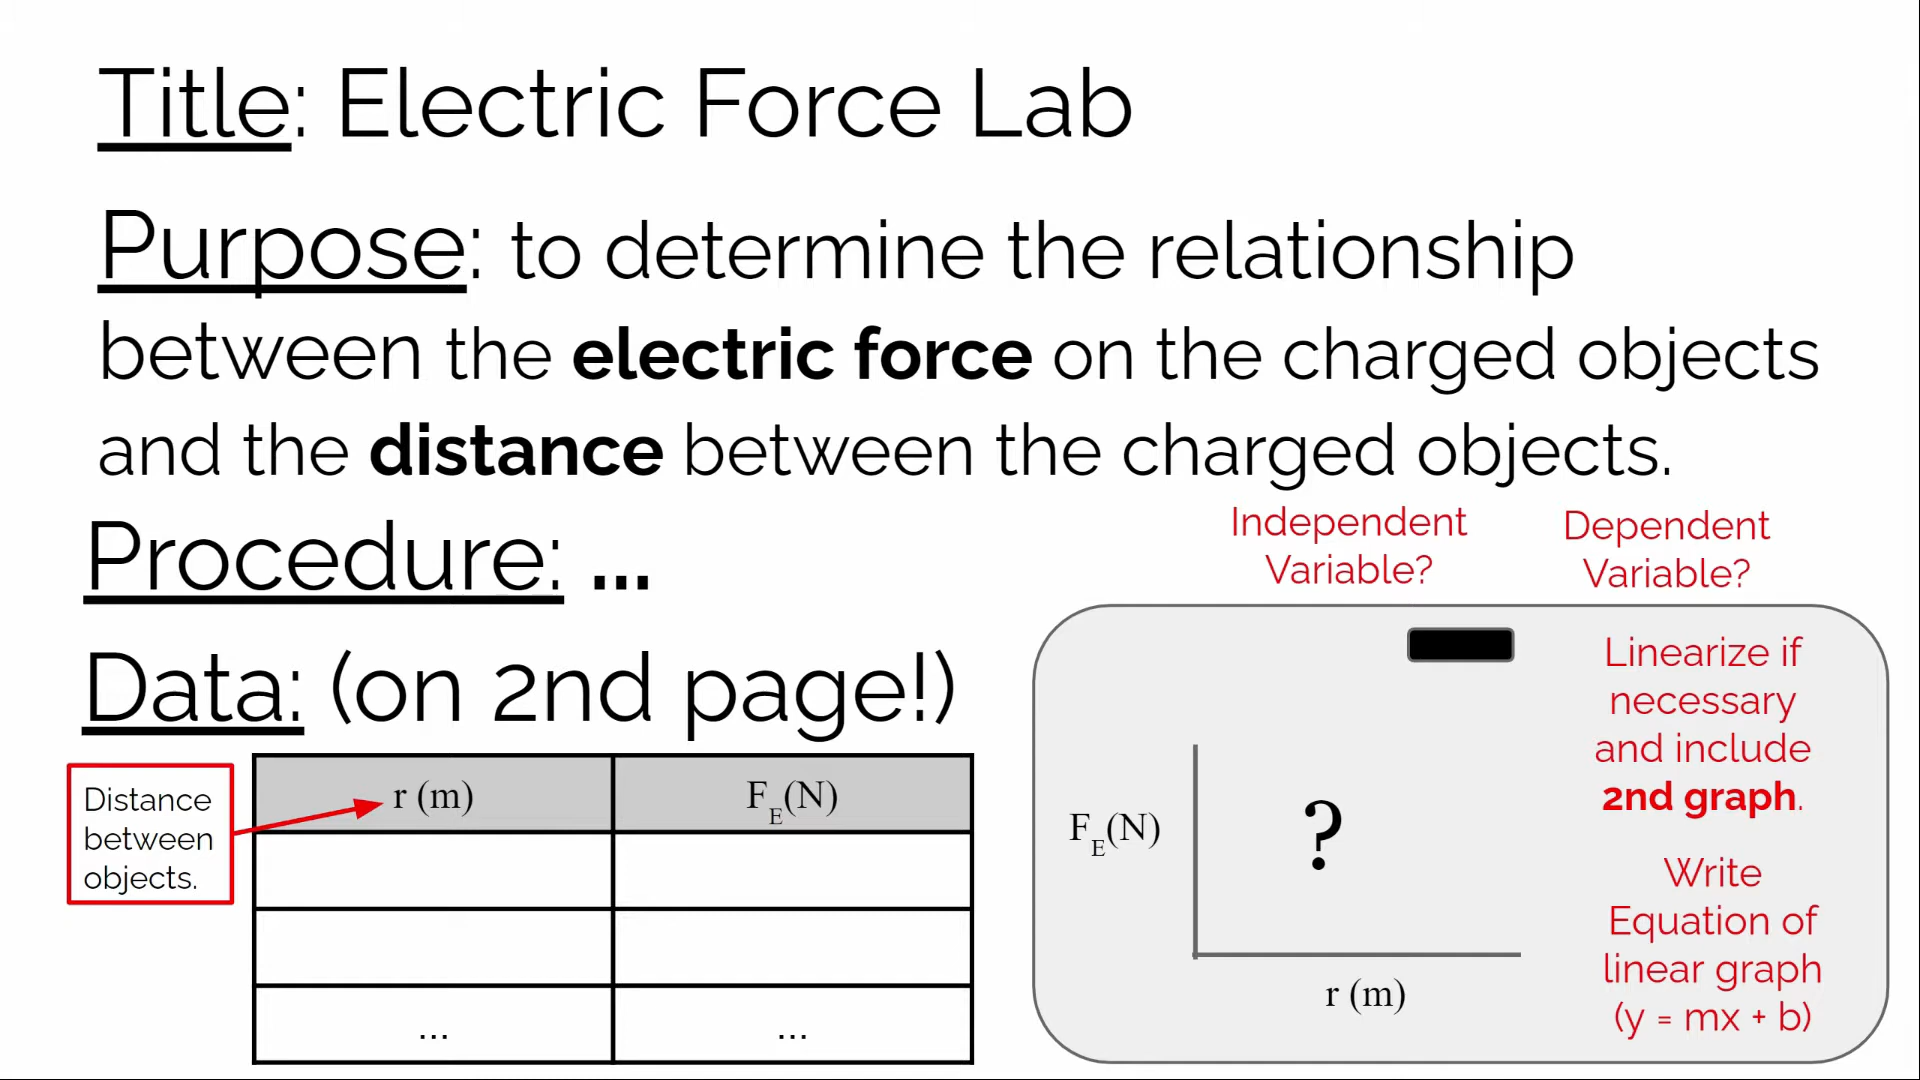 Title: Electric Force Lab
Purpose: to determine the relationship
between the electric force on the charged objects
and the distance between the charged objects.
Procedure: ...
Data: (on 2nd page!)
Distance
between
objects.
r (m)
F_E(N)
...
...
Independent
Variable?
Dependent
Variable?
F_E(N)
?
r (m)
Linearize if
necessary
and include
2nd graph.
Write
Equation of
linear graph
(y = mx + b)